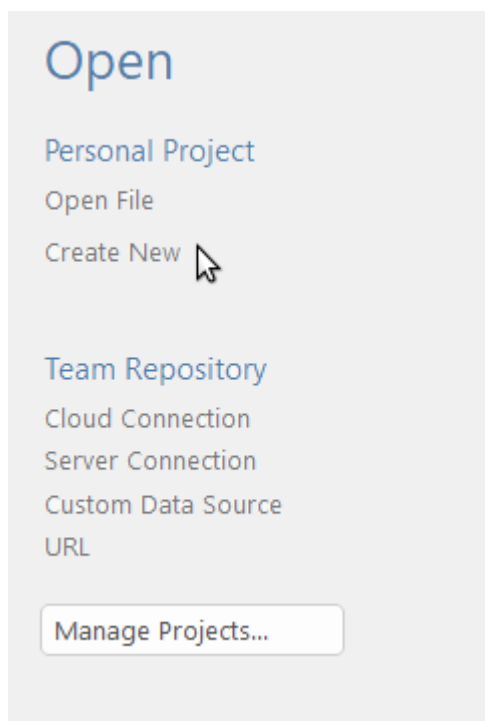 Open
Personal Project
Open File
Create New
Team Repository
Cloud Connection
Server Connection
Custom Data Source
URL
Manage Projects...